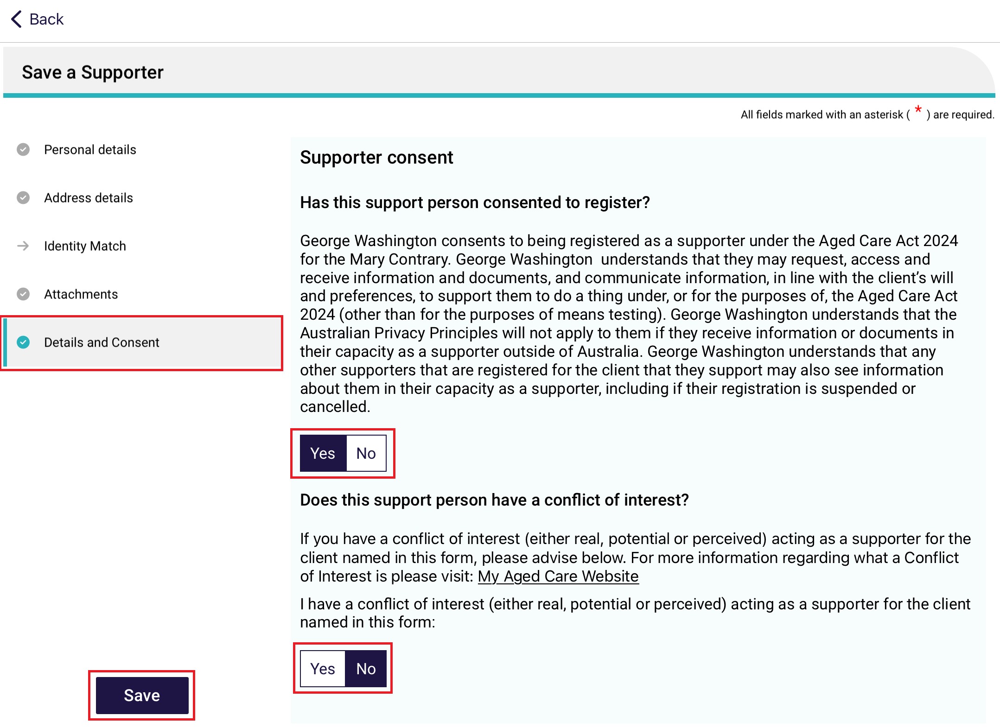 Back
Save a Supporter
All fields marked with an asterisk ( * ) are required.
Personal details
Address details
Identity Match
Attachments
Details and Consent
Save
Supporter consent
Has this support person consented to register?
George Washington consents to being registered as a supporter under the Aged Care Act 2024
for the Mary Contrary. George Washington  understands that they may request, access and
receive information and documents, and communicate information, in line with the client’s will
and preferences, to support them to do a thing under, or for the purposes of, the Aged Care Act
2024 (other than for the purposes of means testing). George Washington understands that the
Australian Privacy Principles will not apply to them if they receive information or documents in
their capacity as a supporter outside of Australia. George Washington understands that any
other supporters that are registered for the client that they support may also see information
about them in their capacity as a supporter, including if their registration is suspended or
cancelled.
Yes No
Does this support person have a conflict of interest?
If you have a conflict of interest (either real, potential or perceived) acting as a supporter for the
client named in this form, please advise below. For more information regarding what a Conflict
of Interest is please visit: My Aged Care Website
I have a conflict of interest (either real, potential or perceived) acting as a supporter for the client
named in this form:
Yes No